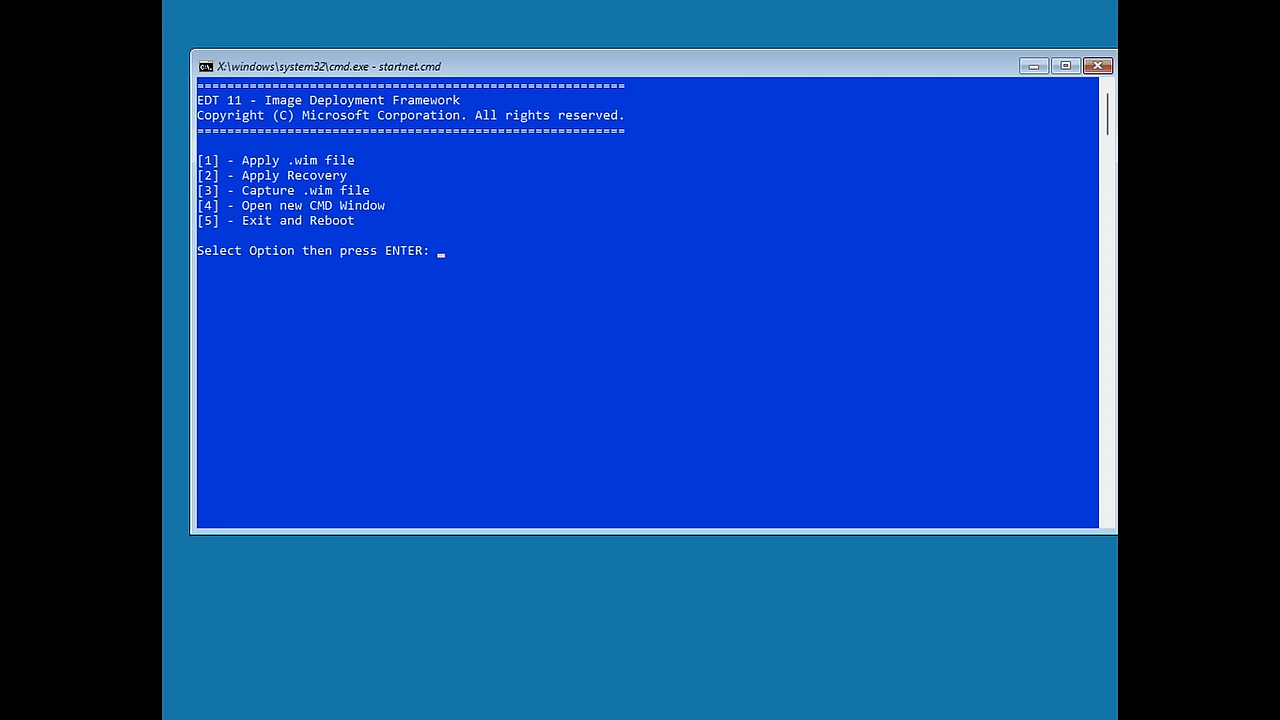 X:\windows\system32\cmd.exe - startnet.cmd
=========================================================
EDT 11 - Image Deployment Framework
Copyright (C) Microsoft Corporation. All rights reserved.
=========================================================
[1] - Apply .wim file
[2] - Apply Recovery
[3] - Capture .wim file
[4] - Open new CMD Window
[5] - Exit and Reboot
Select Option then press ENTER: _